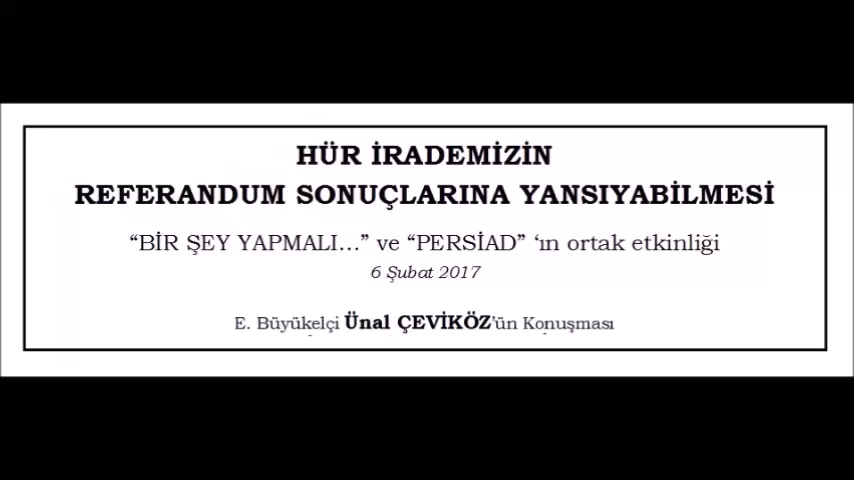 HÜR İRADEMİZİN
REFERANDUM SONUÇLARINA YANSIYABİLMESİ
“BİR ŞEY YAPMALI...” ve “PERSİAD” ‘ın ortak etkinliği
6 Şubat 2017
E. Büyükelçi Ünal ÇEVİKÖZ’ün Konuşması